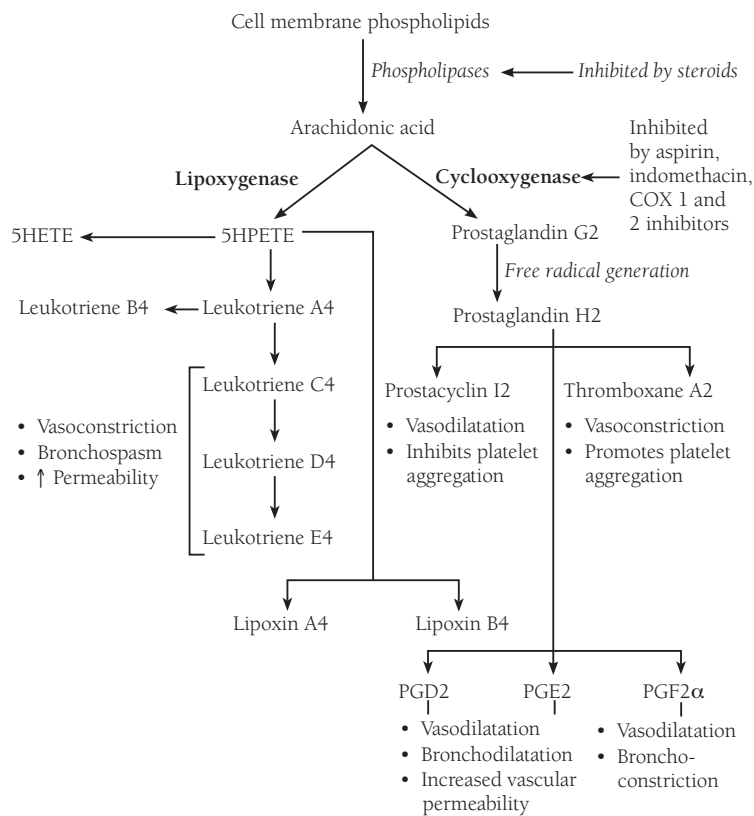 Cell membrane phospholipids
Phospholipases
Inhibited by steroids
Arachidonic acid
Inhibited
by aspirin,
indomethacin,
COX 1 and
2 inhibitors
Lipoxygenase
Cyclooxygenase
5HETE
5HPETE
Prostaglandin G2
Free radical generation
Leukotriene B4
Leukotriene A4
Prostaglandin H2
Leukotriene C4
• Vasoconstriction
• Bronchospasm
• ↑ Permeability
Leukotriene D4
Leukotriene E4
Prostacyclin I2
• Vasodilatation
• Inhibits platelet
aggregation
Thromboxane A2
• Vasoconstriction
• Promotes platelet
aggregation
Lipoxin A4
Lipoxin B4
PGD2
PGE2
PGF2α
• Vasodilatation
• Bronchodilatation
• Increased vascular
permeability
• Vasodilatation
• Broncho-
constriction